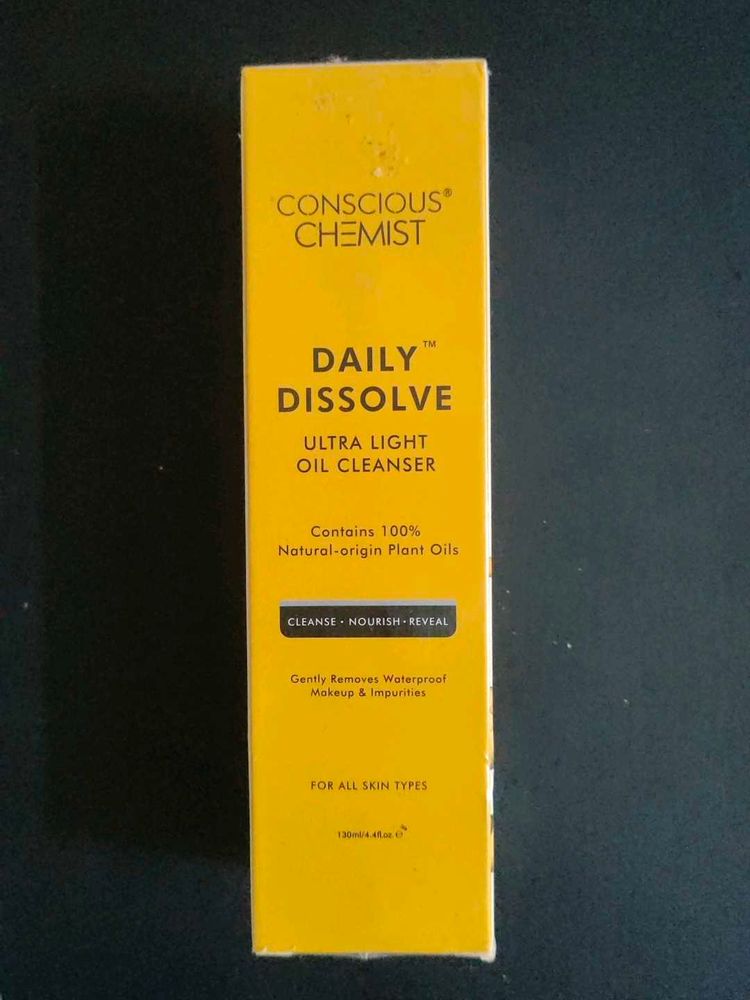 CONSCIOUS®
CHEMIST
DAILY™
DISSOLVE
ULTRA LIGHT
OIL CLEANSER
Contains 100%
Natural-origin Plant Oils
CLEANSE • NOURISH • REVEAL
Gently Removes Waterproof
Makeup & Impurities
FOR ALL SKIN TYPES
130ml/4.4fl.oz. ℮